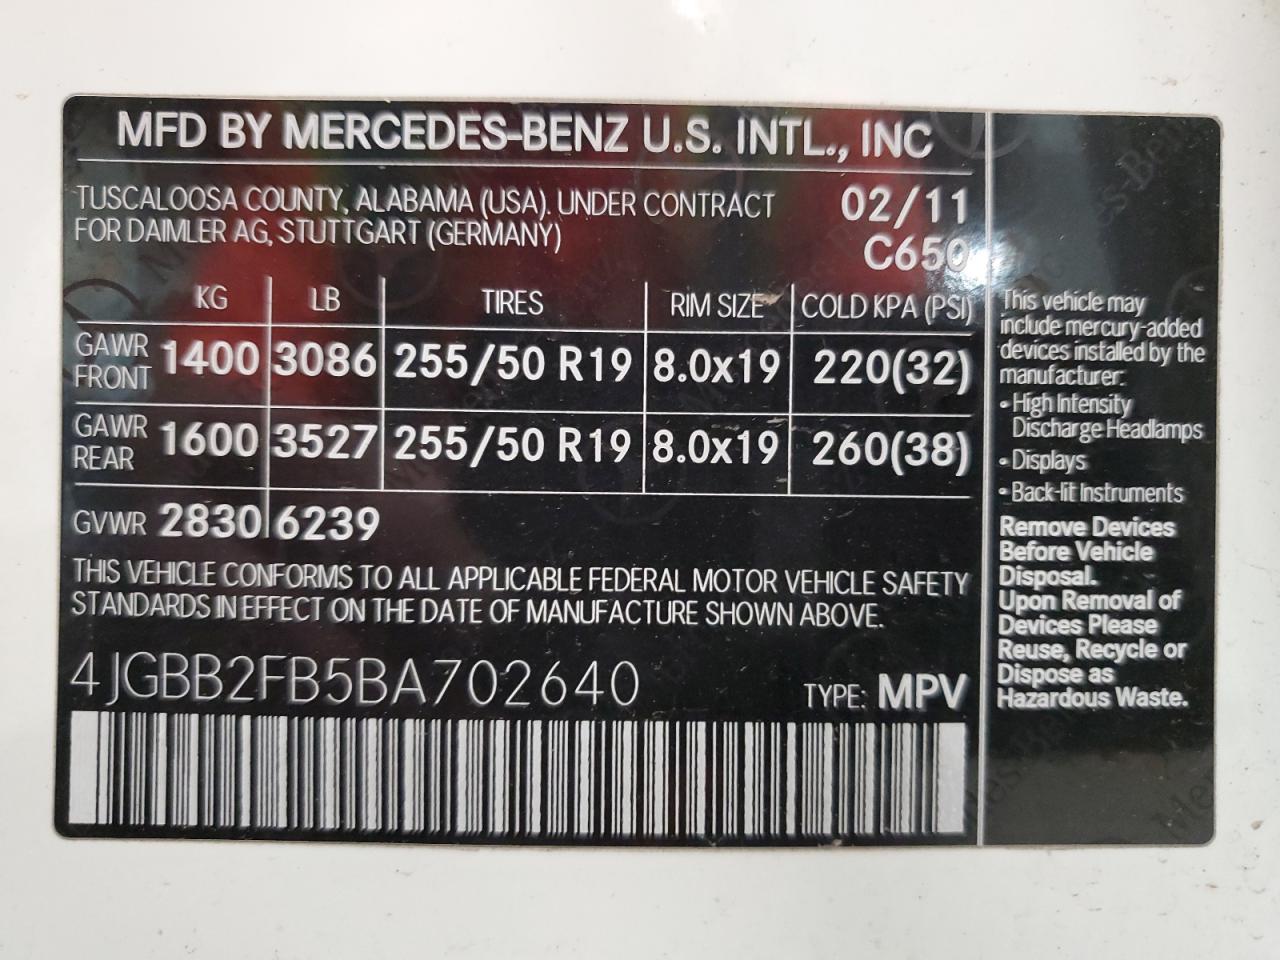 MFD BY MERCEDES-BENZ U.S. INTL., INC
TUSCALOOSA COUNTY, ALABAMA (USA), UNDER CONTRACT
FOR DAIMLER AG, STUTTGART (GERMANY)
02/11
C650
KG LB TIRES RIM SIZE COLD KPA (PSI)
GAWR FRONT 1400 3086 255/50 R19 8.0x19 220(32)
GAWR REAR 1600 3527 255/50 R19 8.0x19 260(38)
GVWR 2830 6239
THIS VEHICLE CONFORMS TO ALL APPLICABLE FEDERAL MOTOR VEHICLE SAFETY
STANDARDS IN EFFECT ON THE DATE OF MANUFACTURE SHOWN ABOVE.
4JGBB2FB5BA702640
TYPE: MPV
This vehicle may
include mercury-added
devices installed by the
manufacturer:
• High Intensity
Discharge Headlamps
• Displays
• Back-lit Instruments
Remove Devices
Before Vehicle
Disposal.
Upon Removal of
Devices Please
Reuse, Recycle or
Dispose as
Hazardous Waste.